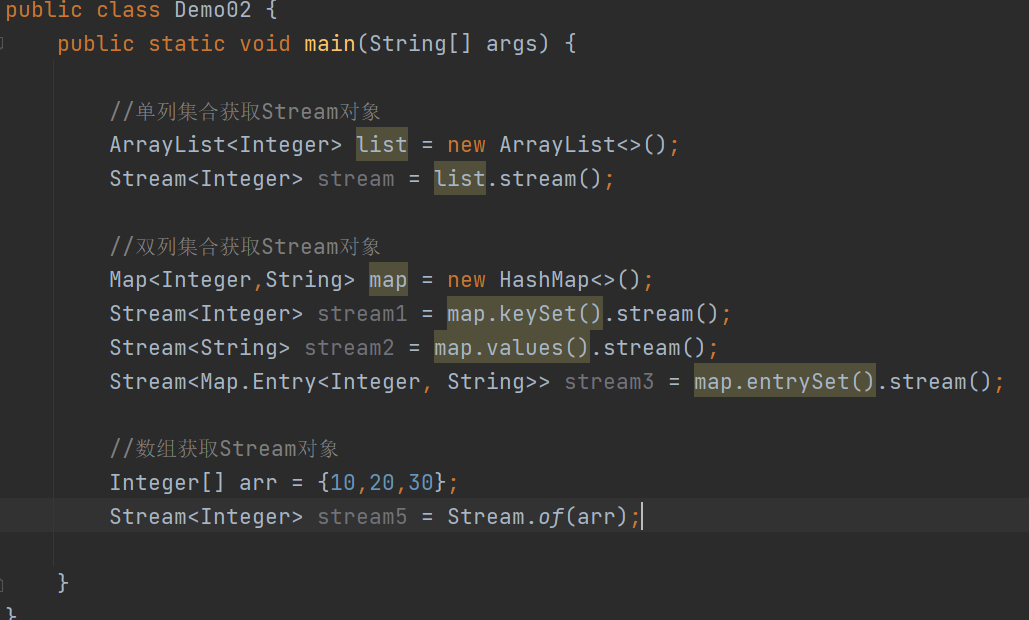 public class Demo02 {
public static void main(String[] args) {
//单列集合获取Stream对象
ArrayList<Integer> list = new ArrayList<>();
Stream<Integer> stream = list.stream();
//双列集合获取Stream对象
Map<Integer,String> map = new HashMap<>();
Stream<Integer> stream1 = map.keySet().stream();
Stream<String> stream2 = map.values().stream();
Stream<Map.Entry<Integer, String>> stream3 = map.entrySet().stream();
//数组获取Stream对象
Integer[] arr = {10,20,30};
Stream<Integer> stream5 = Stream.of(arr);
}
}